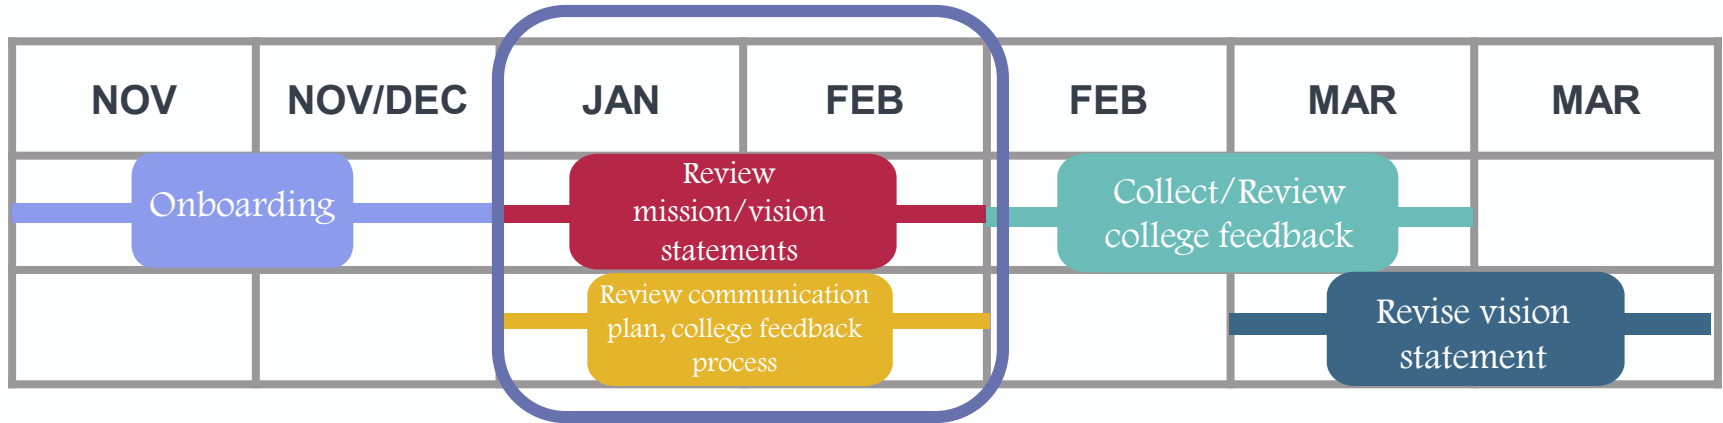 NOV NOV/DEC JAN FEB FEB MAR MAR
Onboarding
Review
mission/vision
statements
Collect/Review
college feedback
Review communication
plan, college feedback
process
Revise vision
statement